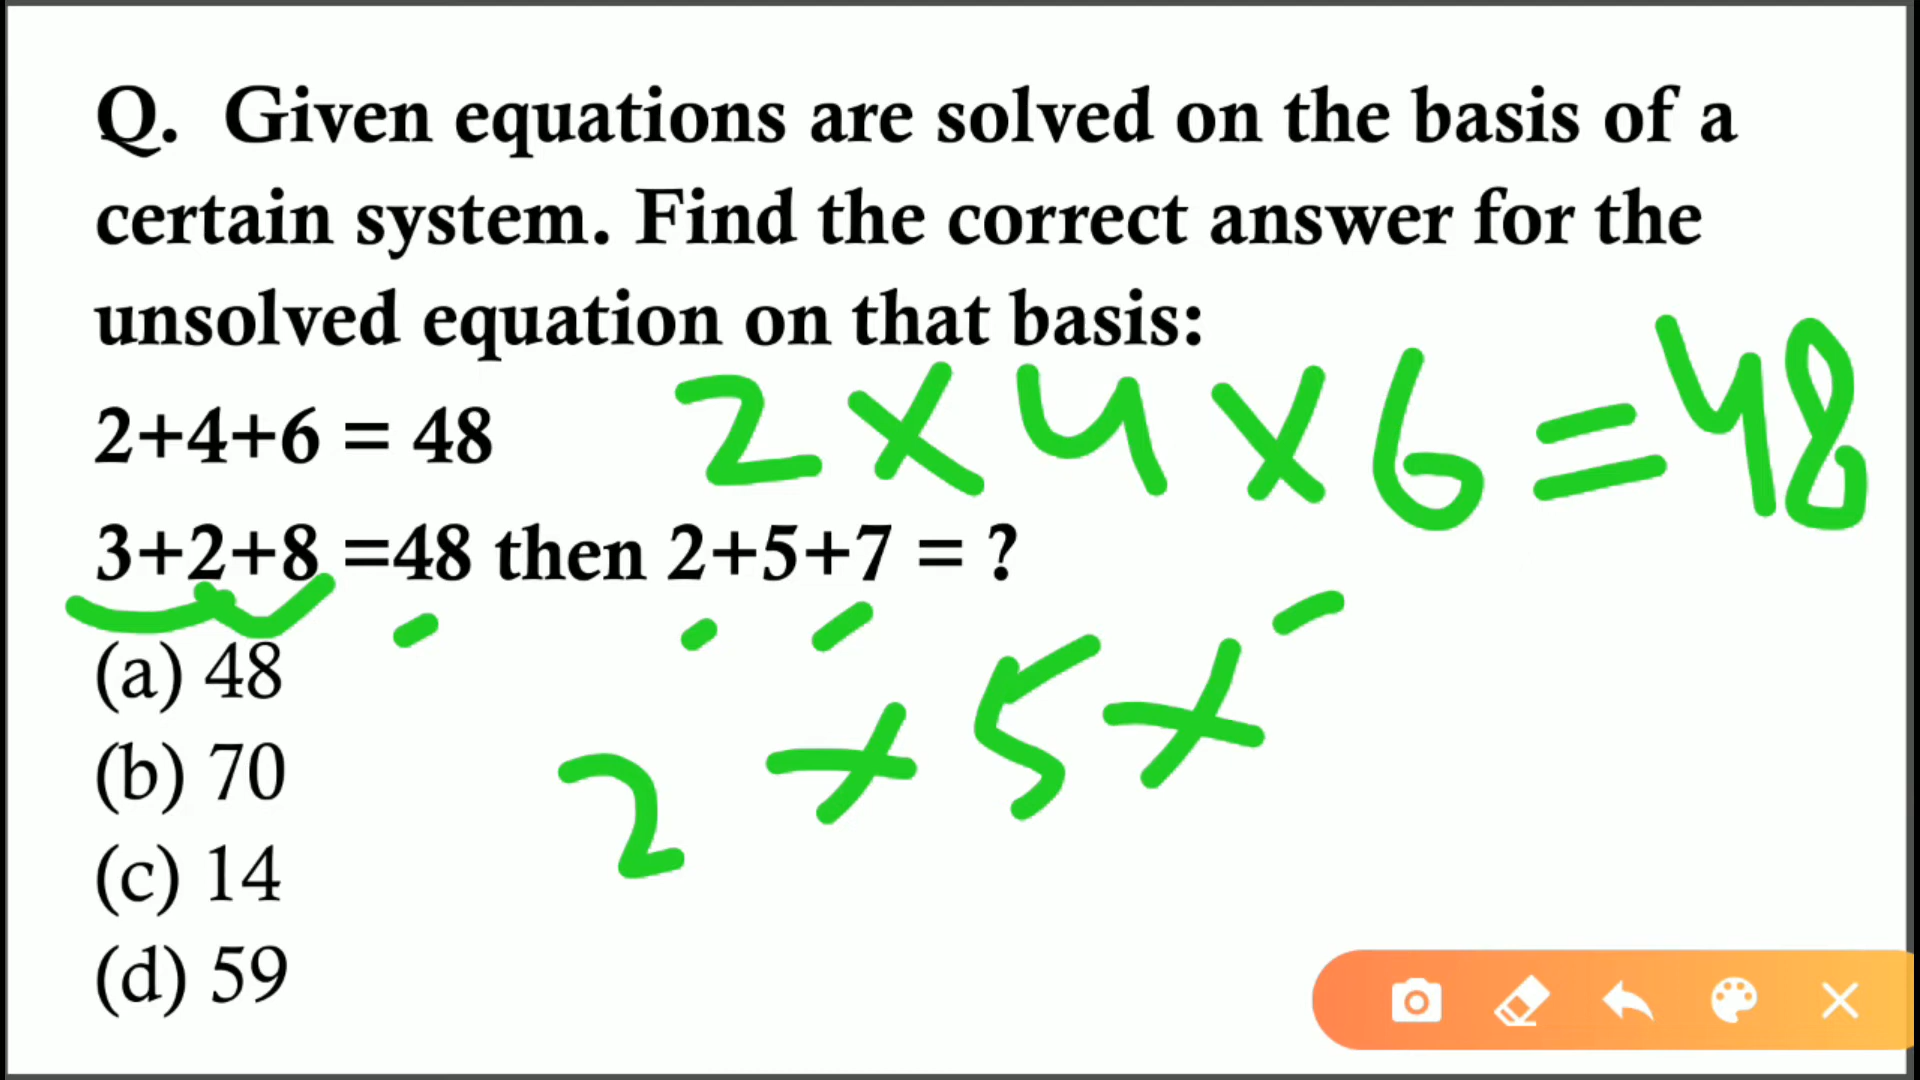 Q. Given equations are solved on the basis of a
certain system. Find the correct answer for the
unsolved equation on that basis:
2+4+6 = 48
2×4×6=48
3+2+8 =48 then 2+5+7 = ?
2×5×
(a) 48
(b) 70
(c) 14
(d) 59